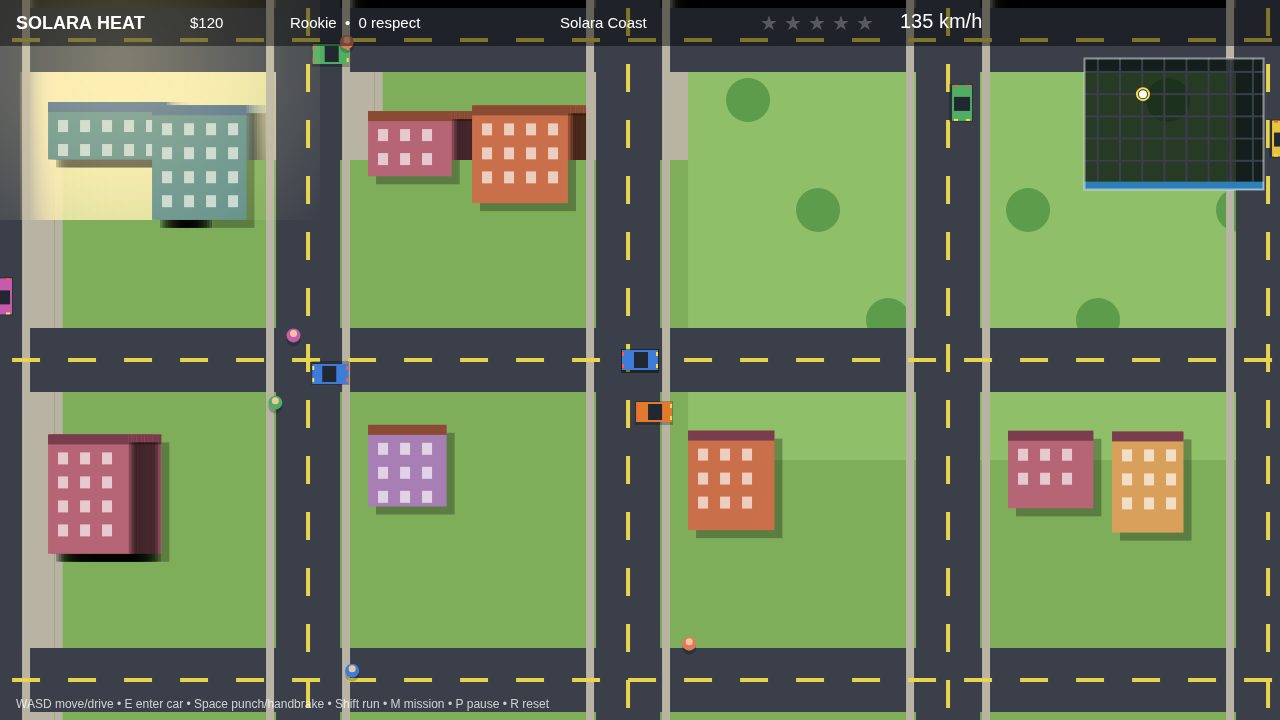 SOLARA HEAT $120 Rookie • 0 respect Solara Coast ★ ★ ★ ★ ★ 135 km/h
WASD move/drive • E enter car • Space punch/handbrake • Shift run • M mission • P pause • R reset